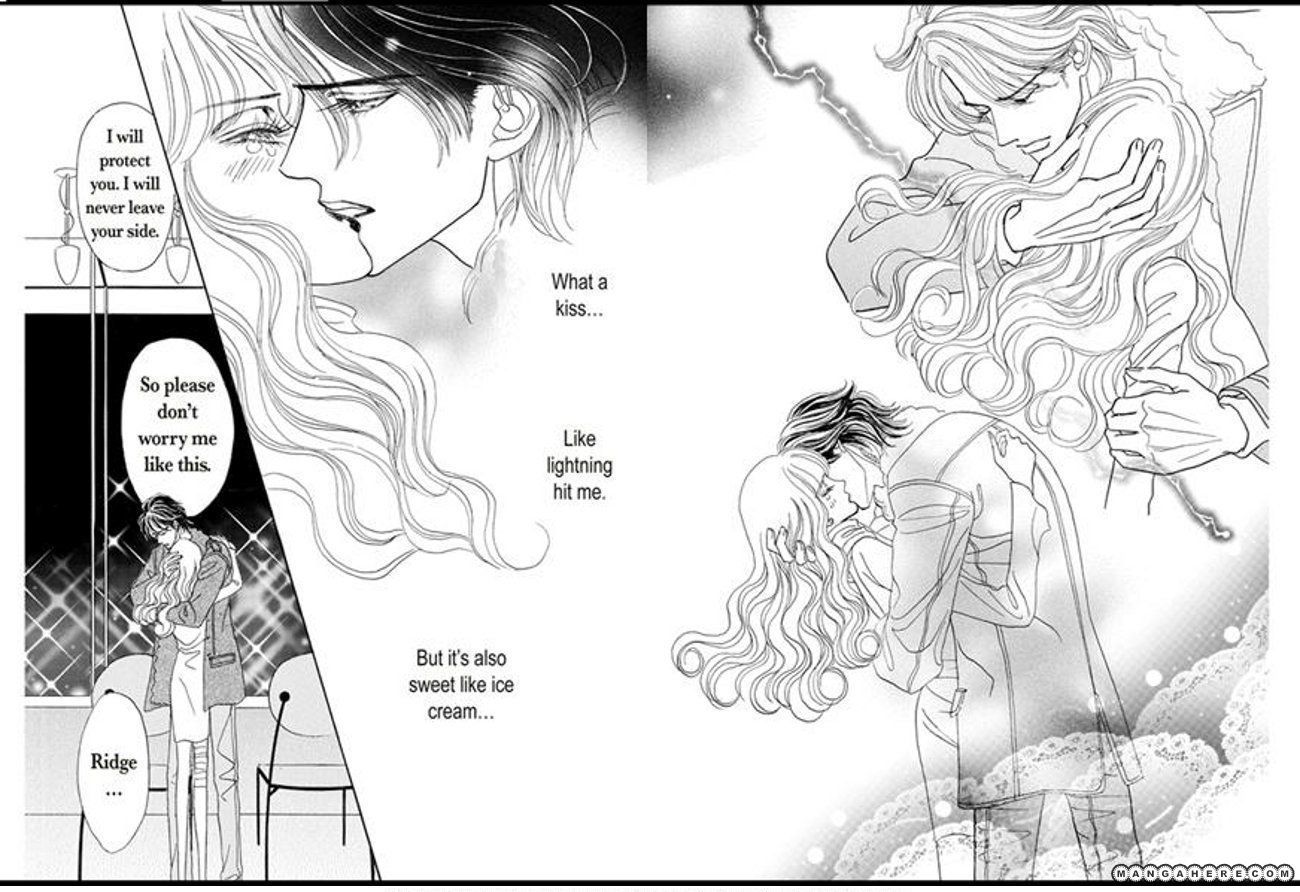 What a
kiss...
Like
lightning
hit me.
But it's also
sweet like ice
cream...
I will
protect
you. I will
never leave
your side.
So please
don't
worry me
like this.
Ridge
...
MANGAHERE.COM